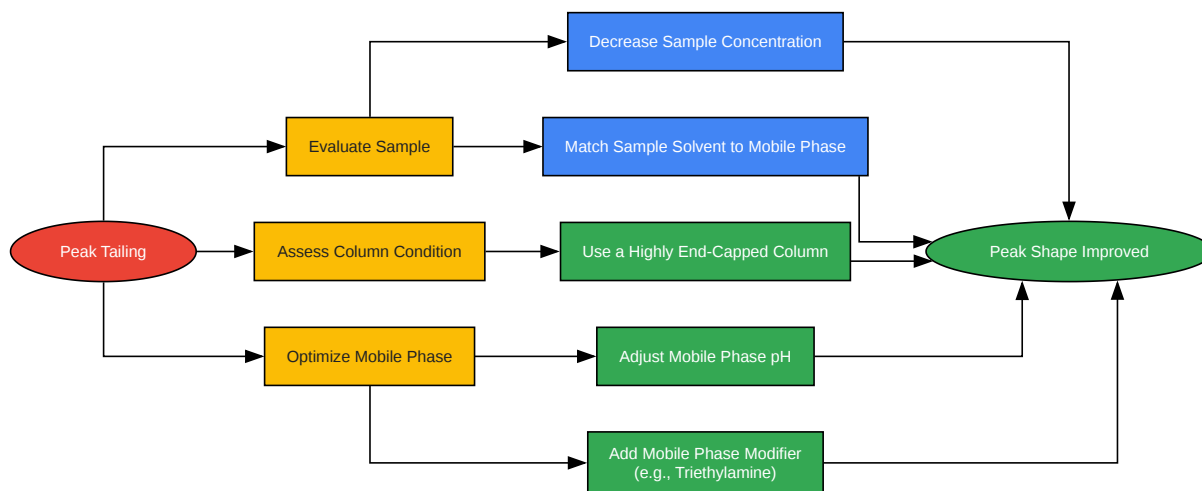 Decrease Sample Concentration
Evaluate Sample
Match Sample Solvent to Mobile Phase
Peak Tailing
Assess Column Condition
Use a Highly End-Capped Column
Peak Shape Improved
Optimize Mobile Phase
Adjust Mobile Phase pH
Add Mobile Phase Modifier
(e.g., Triethylamine)